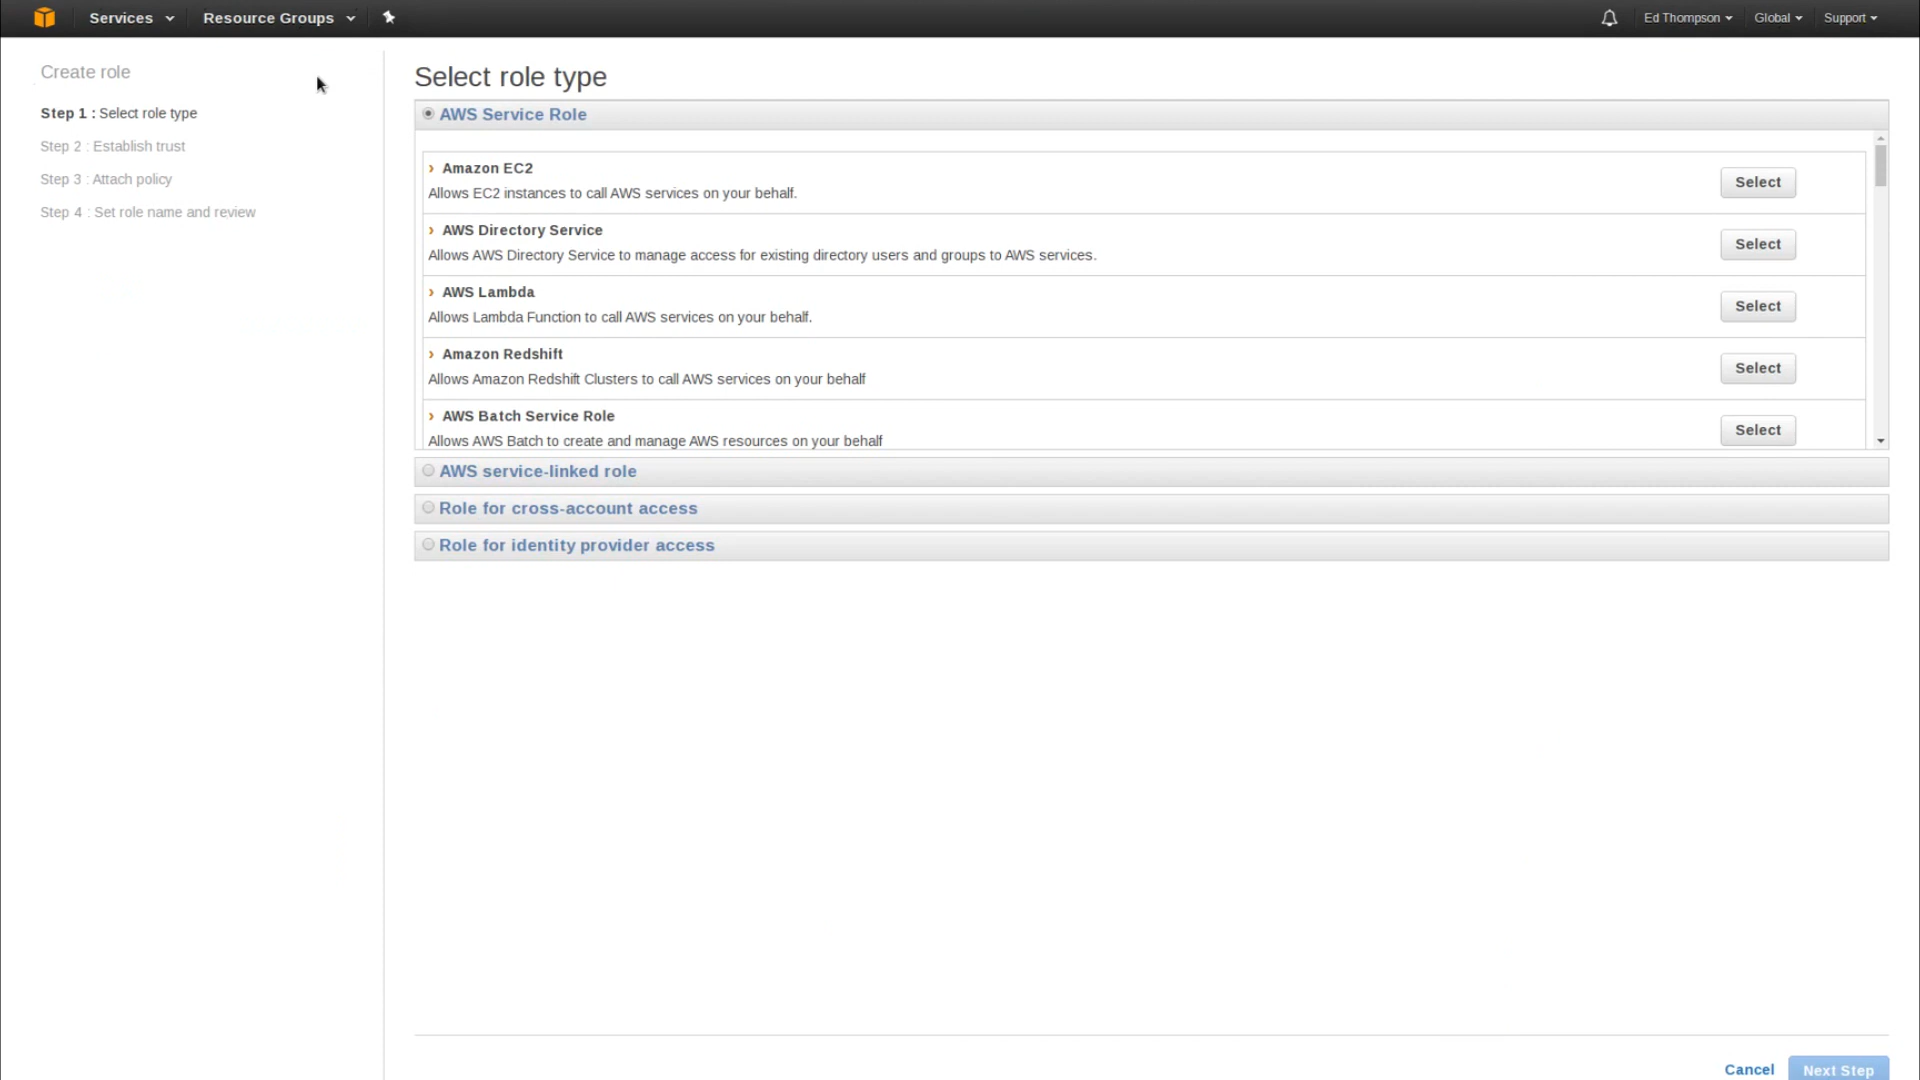 Services Resource Groups Ed Thompson Global Support
Create role
Step 1 : Select role type
Step 2 : Establish trust
Step 3 : Attach policy
Step 4 : Set role name and review
Select role type
AWS Service Role
Amazon EC2
Allows EC2 instances to call AWS services on your behalf.
Select
AWS Directory Service
Allows AWS Directory Service to manage access for existing directory users and groups to AWS services.
Select
AWS Lambda
Allows Lambda Function to call AWS services on your behalf.
Select
Amazon Redshift
Allows Amazon Redshift Clusters to call AWS services on your behalf
Select
AWS Batch Service Role
Allows AWS Batch to create and manage AWS resources on your behalf
Select
AWS service-linked role
Role for cross-account access
Role for identity provider access
Cancel Next Step